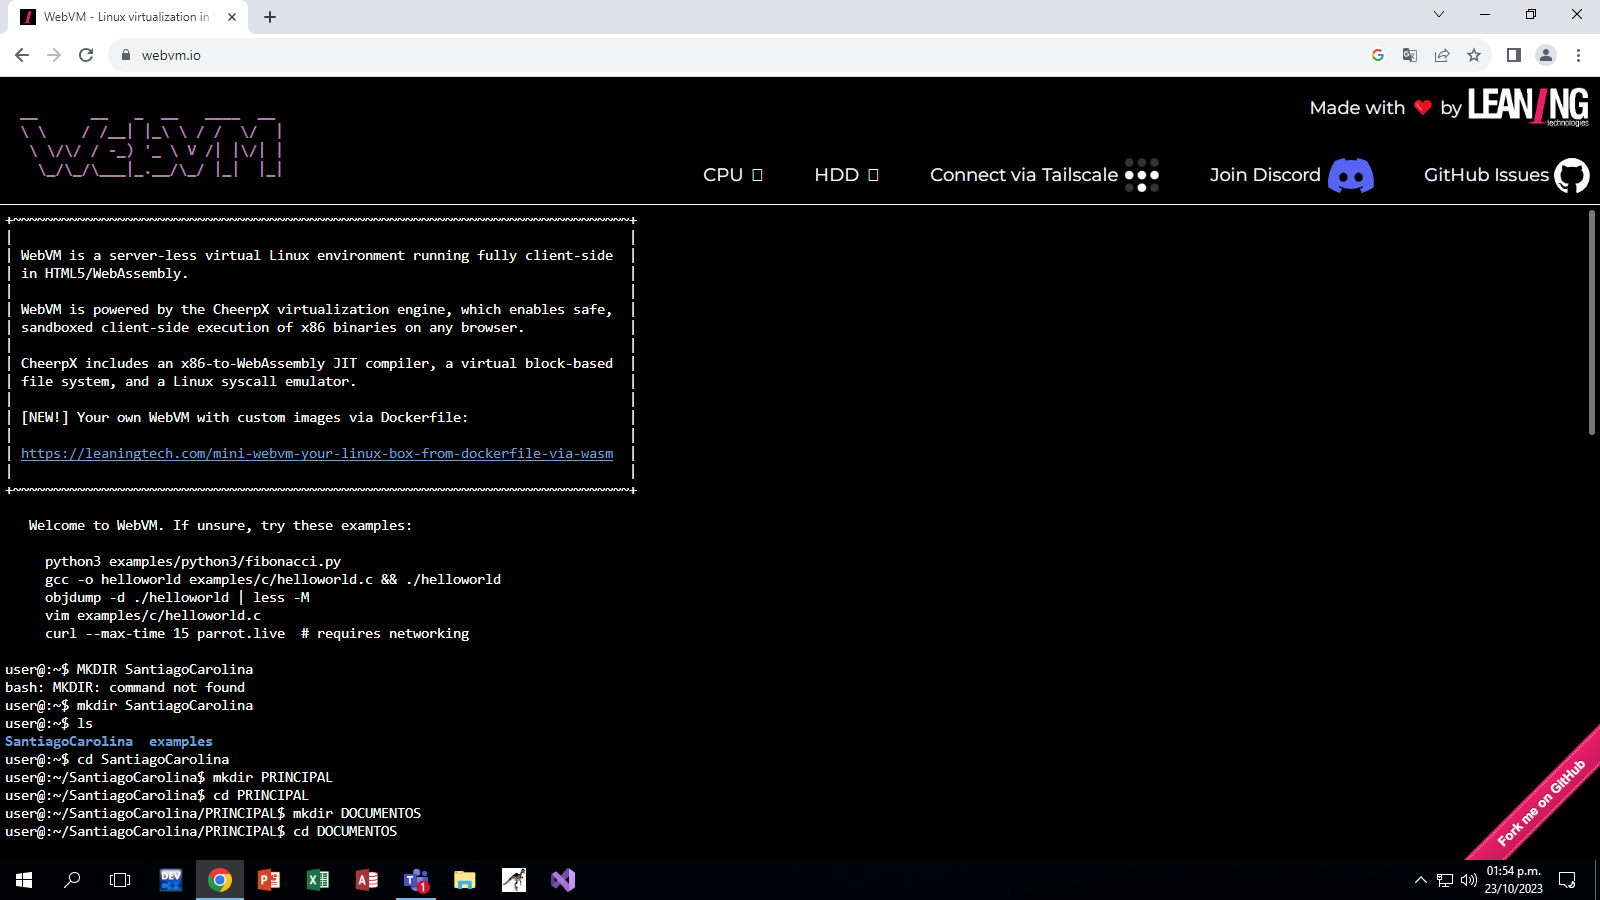 WebVM - Linux virtualization in
webvm.io
WebVM
Made with ❤ by LEANING
technologies
CPU
HDD
Connect via Tailscale
Join Discord
GitHub Issues
WebVM is a server-less virtual Linux environment running fully client-side
in HTML5/WebAssembly.
WebVM is powered by the CheerpX virtualization engine, which enables safe,
sandboxed client-side execution of x86 binaries on any browser.
CheerpX includes an x86-to-WebAssembly JIT compiler, a virtual block-based
file system, and a Linux syscall emulator.
[NEW!] Your own WebVM with custom images via Dockerfile:
https://leaningtech.com/mini-webvm-your-linux-box-from-dockerfile-via-wasm
Welcome to WebVM. If unsure, try these examples:
python3 examples/python3/fibonacci.py
gcc -o helloworld examples/c/helloworld.c && ./helloworld
objdump -d ./helloworld | less -M
vim examples/c/helloworld.c
curl --max-time 15 parrot.live  # requires networking
user@:~$ MKDIR SantiagoCarolina
bash: MKDIR: command not found
user@:~$ mkdir SantiagoCarolina
user@:~$ ls
SantiagoCarolina  examples
user@:~$ cd SantiagoCarolina
user@:~/SantiagoCarolina$ mkdir PRINCIPAL
user@:~/SantiagoCarolina$ cd PRINCIPAL
user@:~/SantiagoCarolina/PRINCIPAL$ mkdir DOCUMENTOS
user@:~/SantiagoCarolina/PRINCIPAL$ cd DOCUMENTOS
Fork me on GitHub
DEV
1
01:54 p.m.
23/10/2023